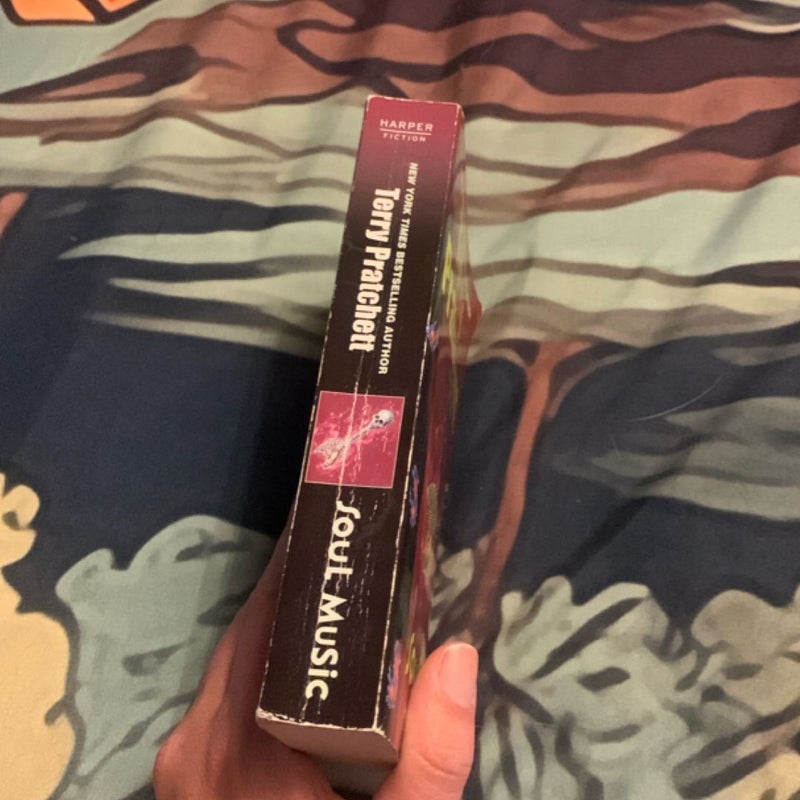 HARPER
FICTION
NEW YORK TIMES BESTSELLING AUTHOR
Terry Pratchett
Soul Music